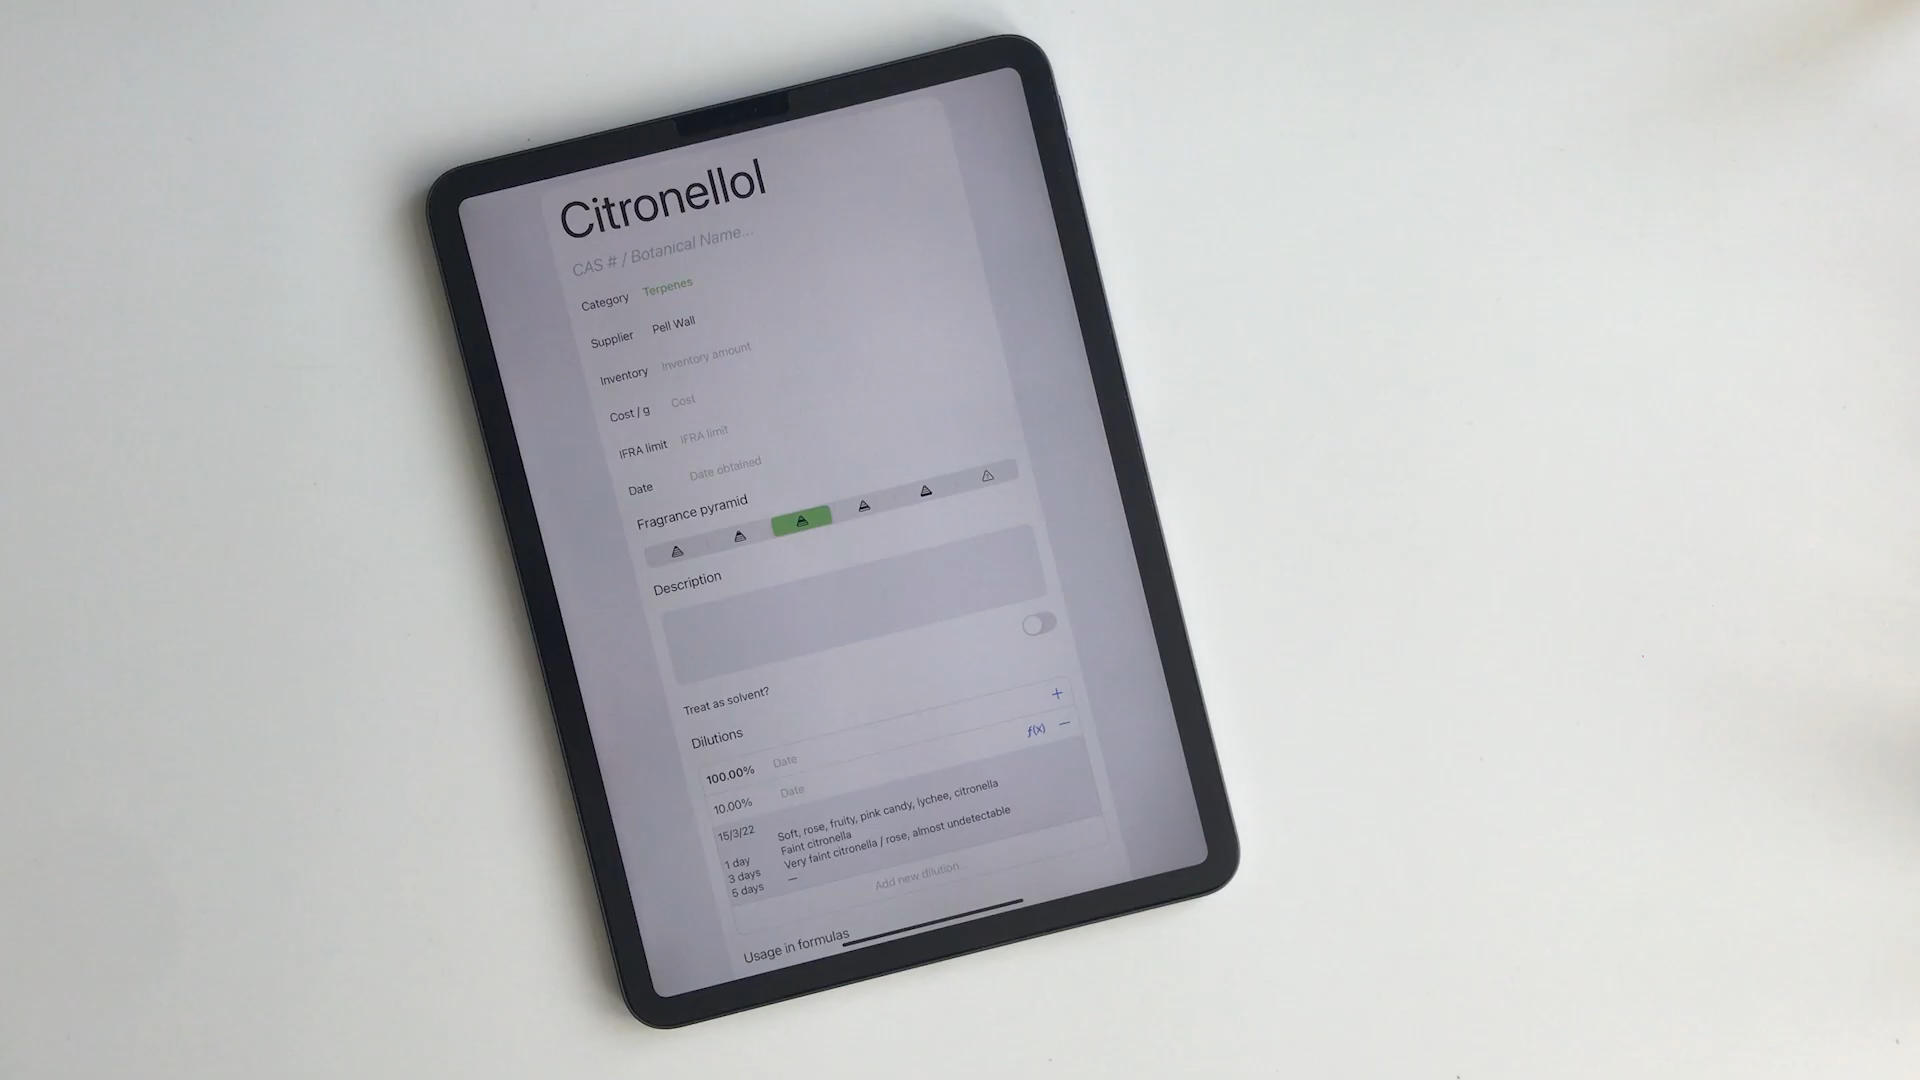 Citronellol
CAS # / Botanical Name...
Category Terpenes
Supplier Pell Wall
Inventory Inventory amount
Cost / g Cost
IFRA limit IFRA limit
Date Date obtained
Fragrance pyramid
Description
Treat as solvent?
Dilutions +
100.00% Date f(x) —
10.00% Date
15/3/22 Soft, rose, fruity, pink candy, lychee, citronella
1 day Faint citronella
3 days Very faint citronella / rose, almost undetectable
5 days —
Add new dilution...
Usage in formulas